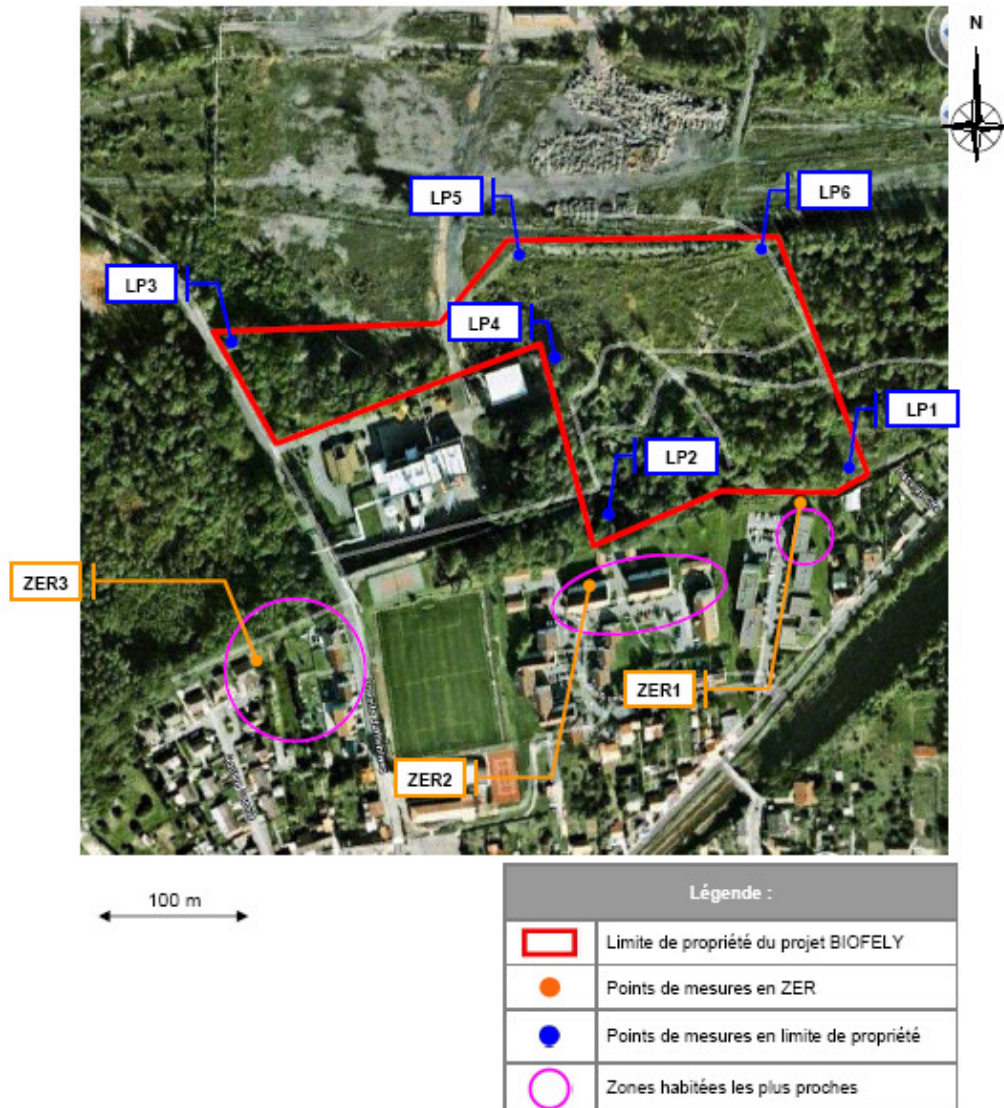 N
LP5
LP6
LP3
LP4
LP1
LP2
ZER3
ZER1
ZER2
100 m
Légende :
Limite de propriété du projet BIOFELY
Points de mesures en ZER
Points de mesures en limite de propriété
Zones habitées les plus proches